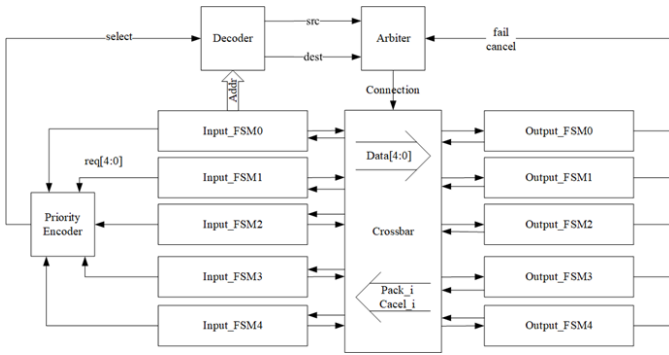 select
Decoder
src
dest
Arbiter
fail
cancel
Addr
Connection
Input_FSM0
Output_FSM0
req[4:0]
Data[4:0]
Input_FSM1
Output_FSM1
Priority
Encoder
Input_FSM2
Crossbar
Output_FSM2
Input_FSM3
Pack_i
Cacel_i
Output_FSM3
Input_FSM4
Output_FSM4